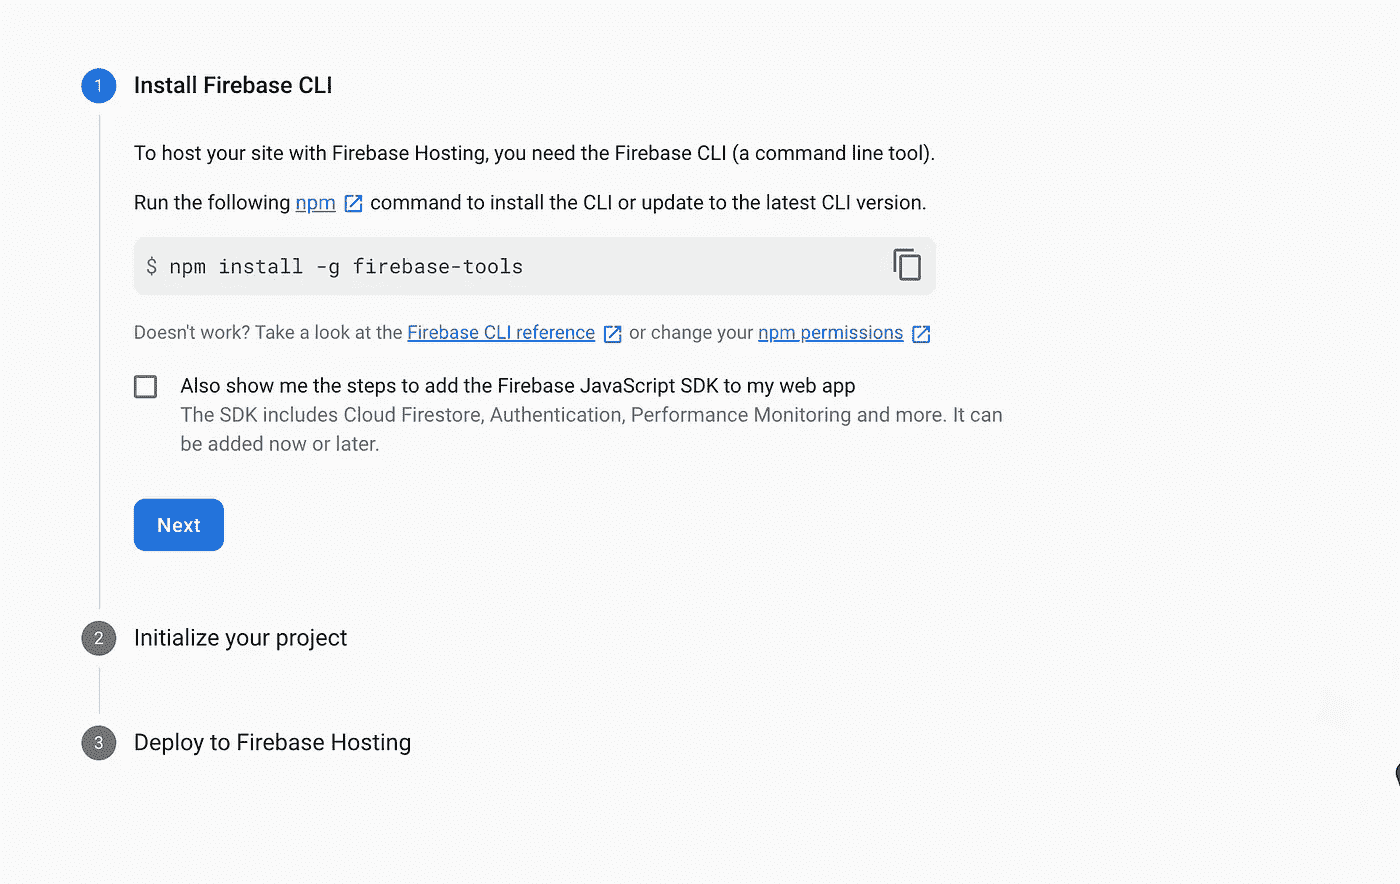 1 Install Firebase CLI
To host your site with Firebase Hosting, you need the Firebase CLI (a command line tool).
Run the following npm command to install the CLI or update to the latest CLI version.
$ npm install -g firebase-tools
Doesn't work? Take a look at the Firebase CLI reference or change your npm permissions
Also show me the steps to add the Firebase JavaScript SDK to my web app
The SDK includes Cloud Firestore, Authentication, Performance Monitoring and more. It can
be added now or later.
Next
2 Initialize your project
3 Deploy to Firebase Hosting